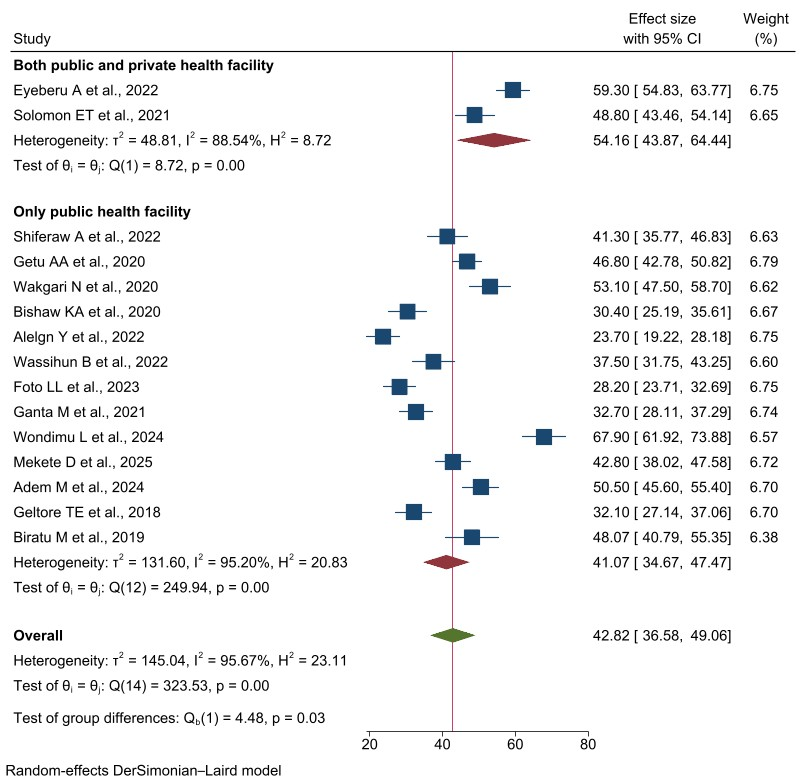 Effect size Weight
Study with 95% CI (%)
Both public and private health facility
Eyeberu A et al., 2022 59.30 [ 54.83, 63.77] 6.75
Solomon ET et al., 2021 48.80 [ 43.46, 54.14] 6.65
Heterogeneity: τ² = 48.81, I² = 88.54%, H² = 8.72 54.16 [ 43.87, 64.44]
Test of θᵢ = θⱼ: Q(1) = 8.72, p = 0.00
Only public health facility
Shiferaw A et al., 2022 41.30 [ 35.77, 46.83] 6.63
Getu AA et al., 2020 46.80 [ 42.78, 50.82] 6.79
Wakgari N et al., 2020 53.10 [ 47.50, 58.70] 6.62
Bishaw KA et al., 2020 30.40 [ 25.19, 35.61] 6.67
Alelgn Y et al., 2022 23.70 [ 19.22, 28.18] 6.75
Wassihun B et al., 2022 37.50 [ 31.75, 43.25] 6.60
Foto LL et al., 2023 28.20 [ 23.71, 32.69] 6.75
Ganta M et al., 2021 32.70 [ 28.11, 37.29] 6.74
Wondimu L et al., 2024 67.90 [ 61.92, 73.88] 6.57
Mekete D et al., 2025 42.80 [ 38.02, 47.58] 6.72
Adem M et al., 2024 50.50 [ 45.60, 55.40] 6.70
Geltore TE et al., 2018 32.10 [ 27.14, 37.06] 6.70
Biratu M et al., 2019 48.07 [ 40.79, 55.35] 6.38
Heterogeneity: τ² = 131.60, I² = 95.20%, H² = 20.83 41.07 [ 34.67, 47.47]
Test of θᵢ = θⱼ: Q(12) = 249.94, p = 0.00
Overall 42.82 [ 36.58, 49.06]
Heterogeneity: τ² = 145.04, I² = 95.67%, H² = 23.11
Test of θᵢ = θⱼ: Q(14) = 323.53, p = 0.00
Test of group differences: Q_b(1) = 4.48, p = 0.03
20 40 60 80
Random-effects DerSimonian–Laird model